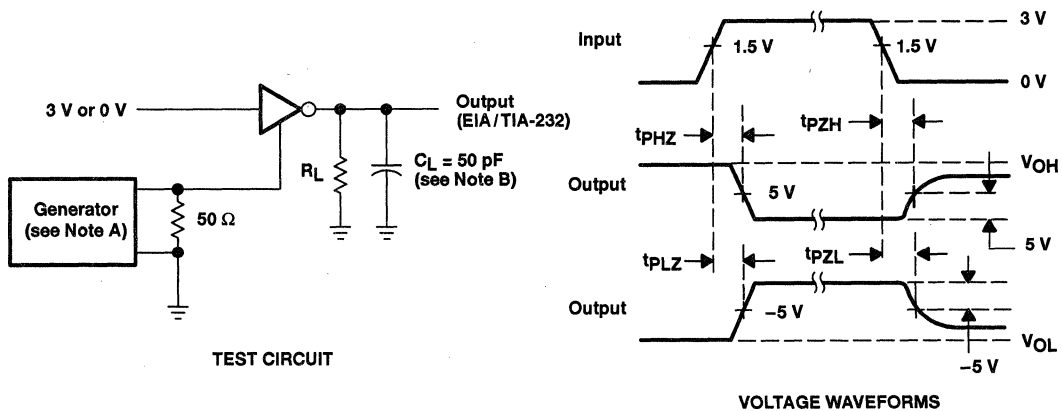 3 V or 0 V
Output
(EIA/TIA-232)
RL
CL = 50 pF
(see Note B)
Generator
(see Note A)
50 Ω
TEST CIRCUIT
Input
3 V
1.5 V
1.5 V
0 V
tPHZ
tPZH
VOH
Output
5 V
5 V
tPLZ
tPZL
Output
–5 V
VOL
–5 V
VOLTAGE WAVEFORMS